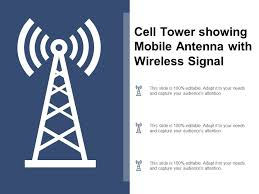 Cell Tower showing
Mobile Antenna with
Wireless Signal
This slide is 100% editable. Adapt it to your needs
and capture your audience's attention.
This slide is 100% editable. Adapt it to your needs
and capture your audience's attention.
This slide is 100% editable. Adapt it to your needs
and capture your audience's attention.